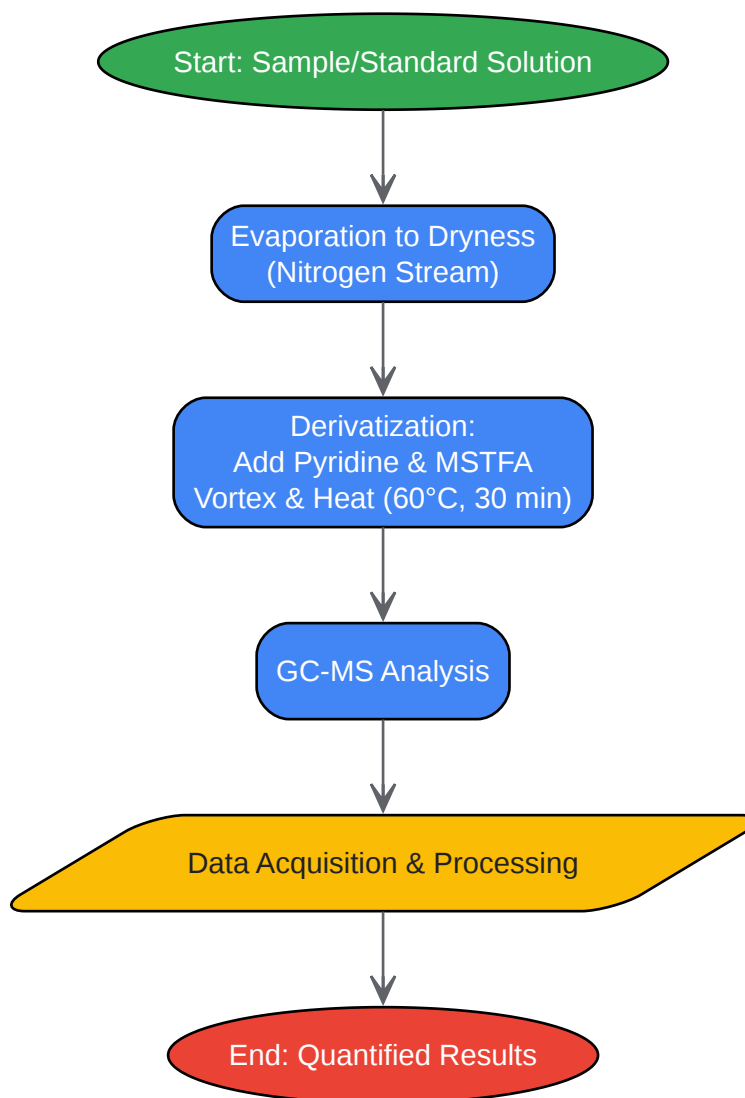 Start: Sample/Standard Solution
Evaporation to Dryness
(Nitrogen Stream)
Derivatization:
Add Pyridine & MSTFA
Vortex & Heat (60°C, 30 min)
GC-MS Analysis
Data Acquisition & Processing
End: Quantified Results